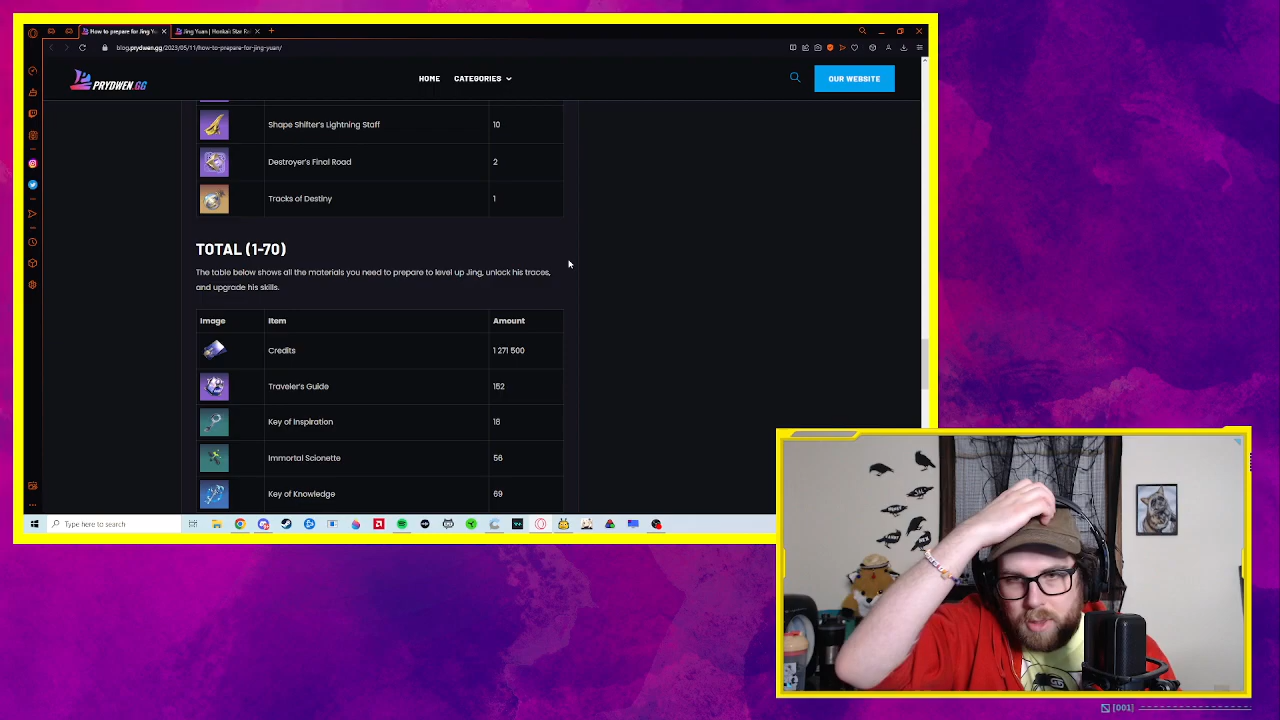 How to prepare for Jing Y
Jing Yuan | Honkai: Star Ra
blog.prydwen.gg/2023/05/11/how-to-prepare-for-jing-yuan/
PRYDWEN.GG
HOME
CATEGORIES
OUR WEBSITE
Shape Shifter's Lightning Staff 10
Destroyer's Final Road 2
Tracks of Destiny 1
TOTAL (1-70)
The table below shows all the materials you need to prepare to level up Jing, unlock his traces,
and upgrade his skills.
Image Item Amount
Credits 1 271 500
Traveler's Guide 152
Key of Inspiration 18
Immortal Scionette 56
Key of Knowledge 69
Type here to search
[001]